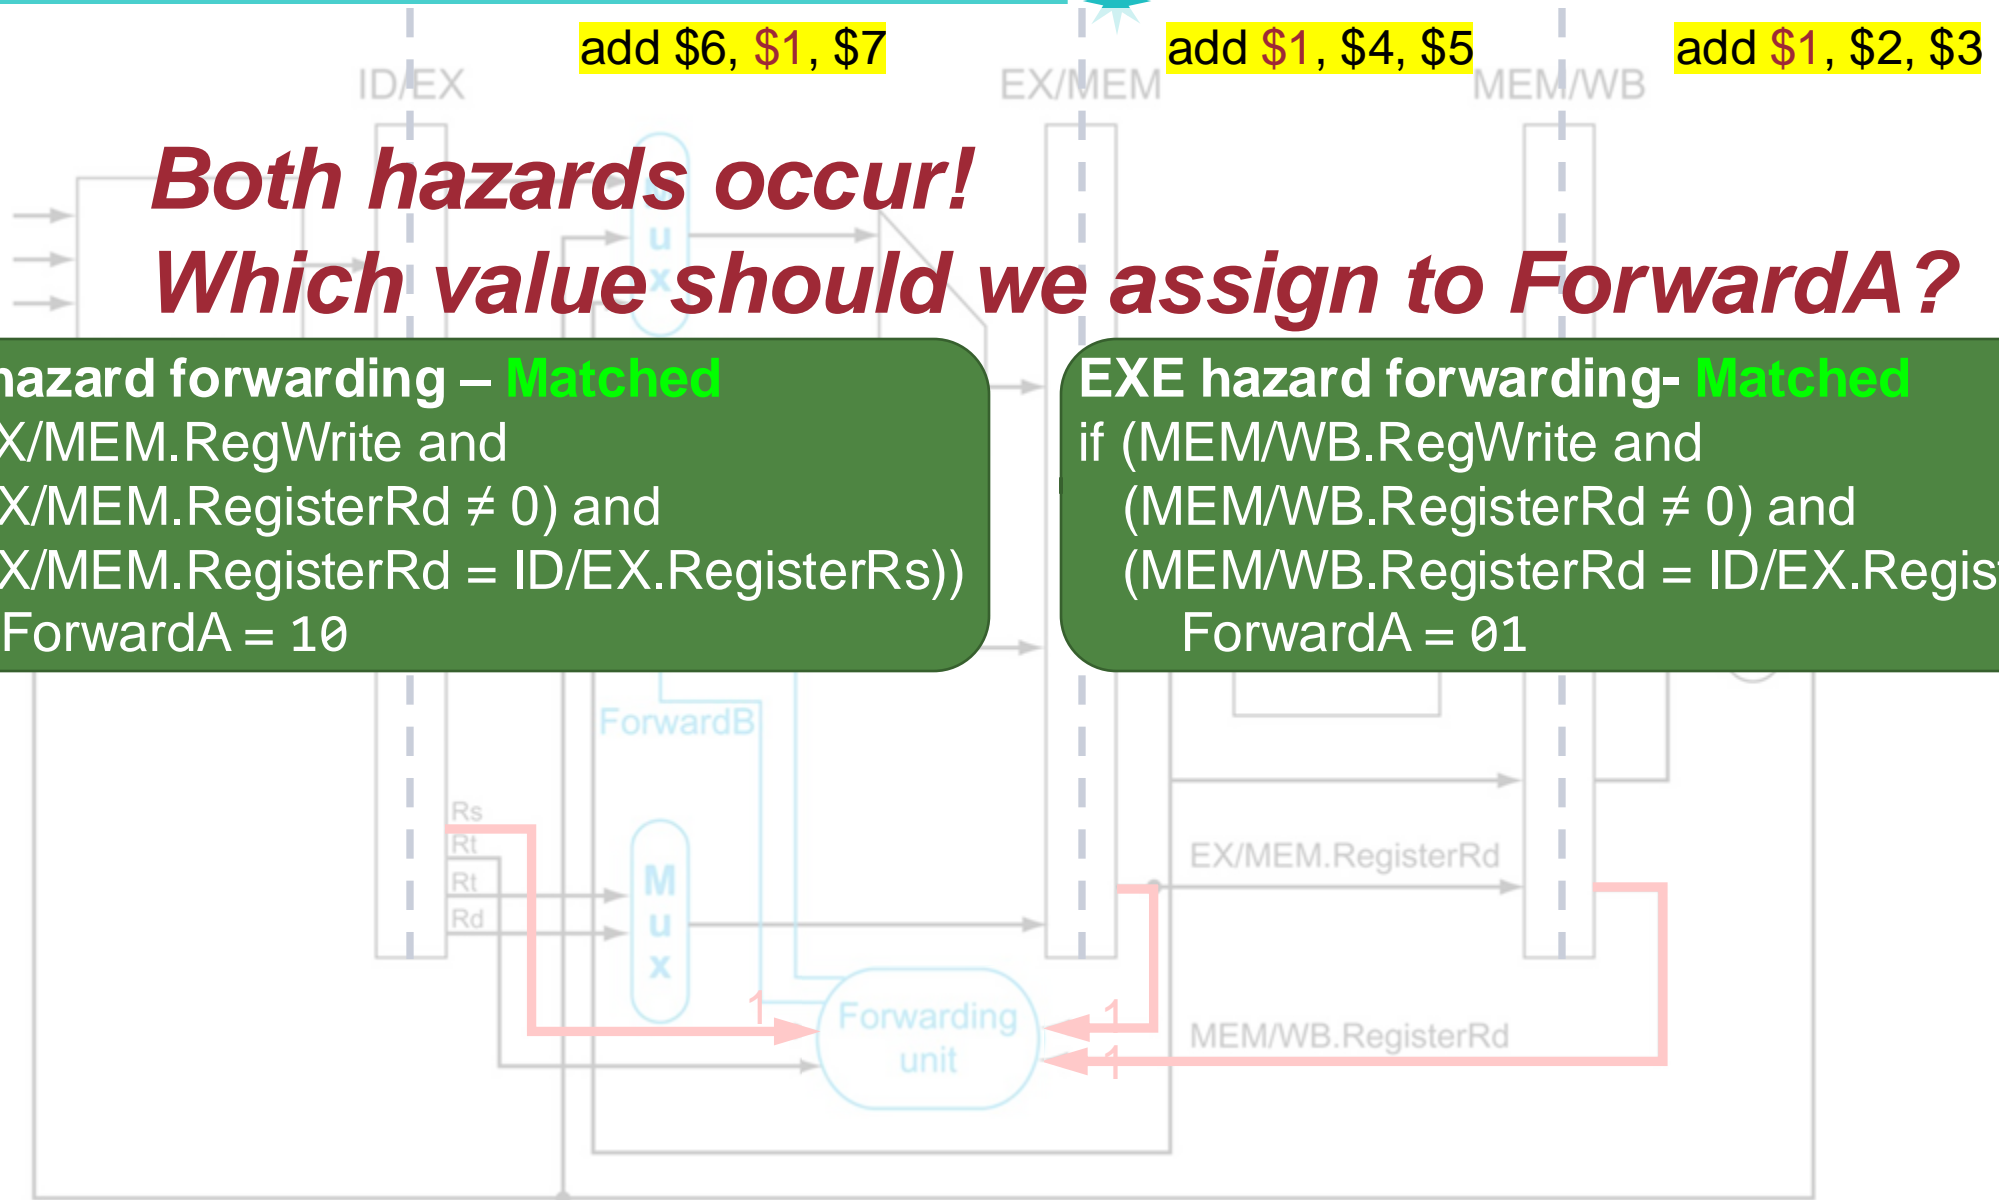 add $6, $1, $7
add $1, $4, $5
add $1, $2, $3
ID/EX
EX/MEM
MEM/WB
Both hazards occur!
Which value should we assign to ForwardA?
u
x
hazard forwarding – Matched
X/MEM.RegWrite and
X/MEM.RegisterRd ≠ 0) and
X/MEM.RegisterRd = ID/EX.RegisterRs))
ForwardA = 10
EXE hazard forwarding- Matched
if (MEM/WB.RegWrite and
(MEM/WB.RegisterRd ≠ 0) and
(MEM/WB.RegisterRd = ID/EX.Regis
ForwardA = 01
ForwardB
Rs
Rt
Rt
Rd
M
u
x
EX/MEM.RegisterRd
1
Forwarding
unit
1
1
MEM/WB.RegisterRd